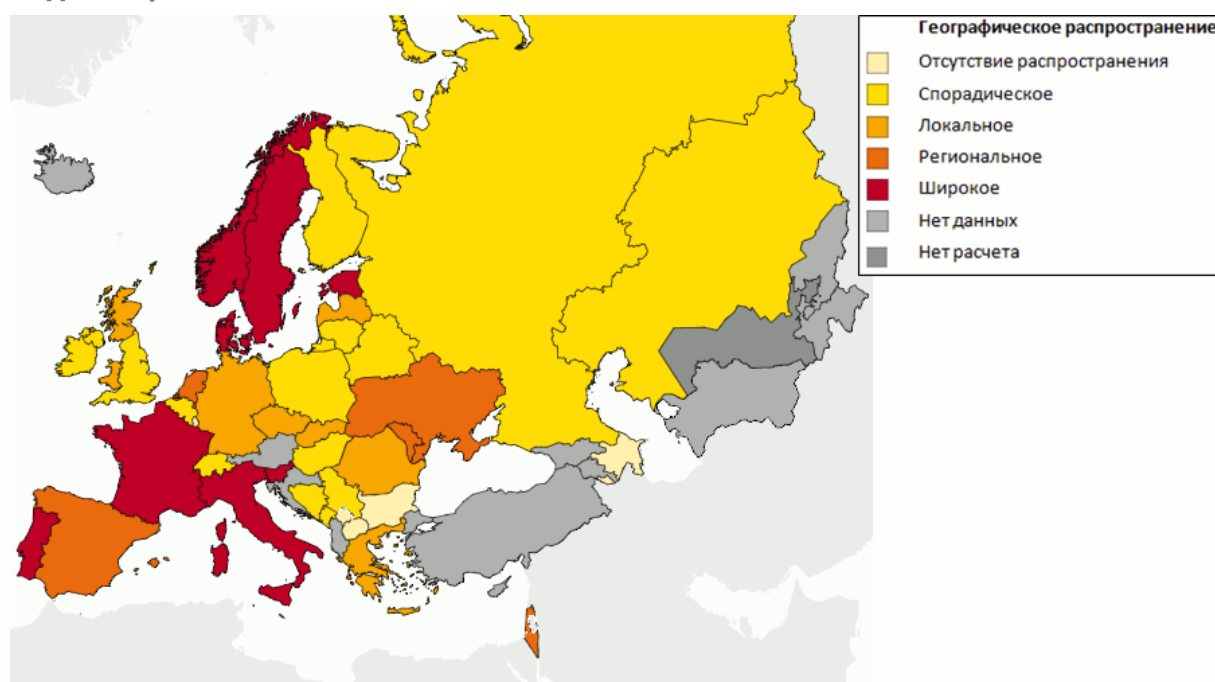 Географическое распространение
Отсутствие распространения
Спорадическое
Локальное
Региональное
Широкое
Нет данных
Нет расчета